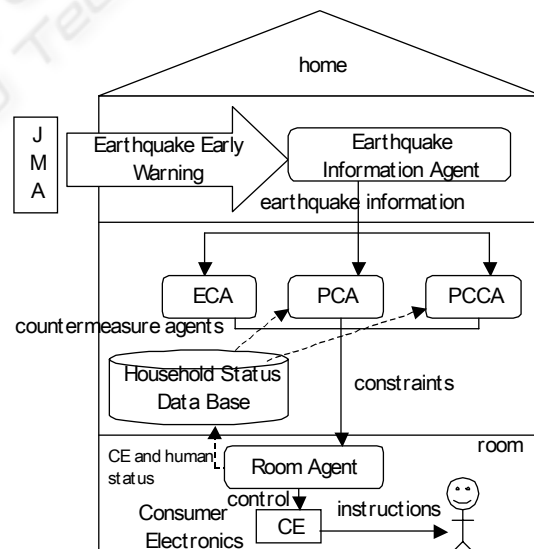 home
J
M
A
Earthquake Early
Warning
Earthquake
Information Agent
earthquake information
ECA
PCA
PCCA
countermeasure agents
Household Status
Data Base
constraints
room
CE and human
status
Room Agent
control
instructions
Consumer
Electronics
CE